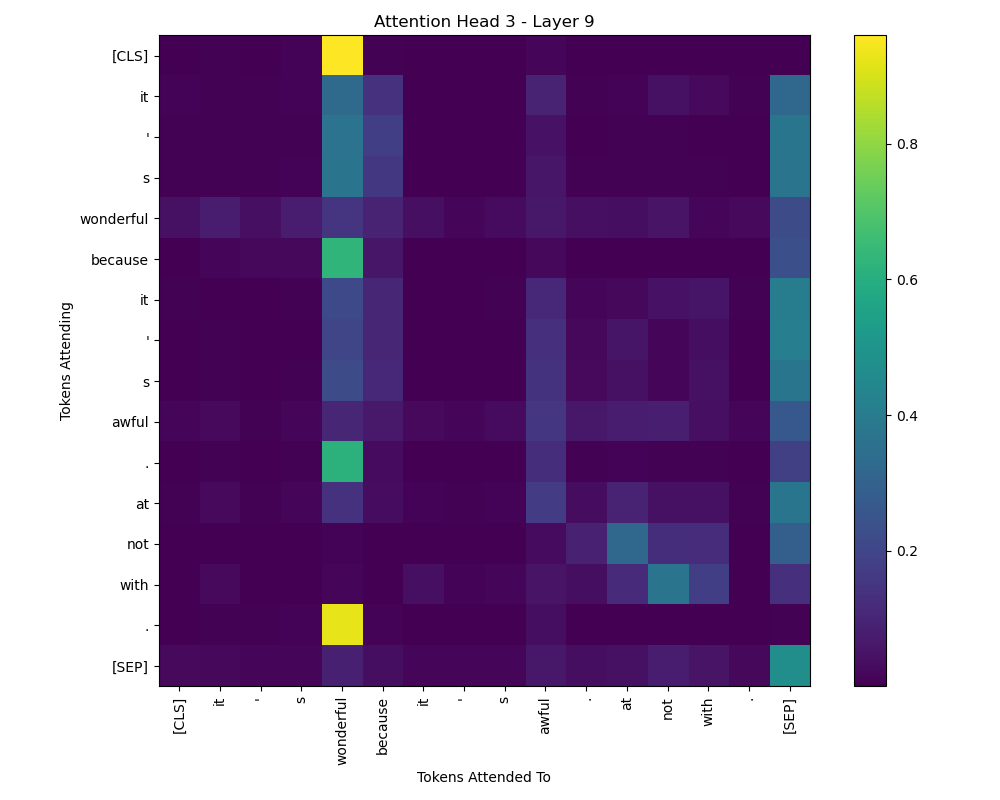 Attention Head 3 - Layer 9
[CLS]
it
'
s
wonderful
because
it
'
s
awful
.
at
not
with
.
[SEP]
Tokens Attending
[CLS]
it
'
s
wonderful
because
it
'
s
awful
.
at
not
with
.
[SEP]
Tokens Attended To
0.8
0.6
0.4
0.2